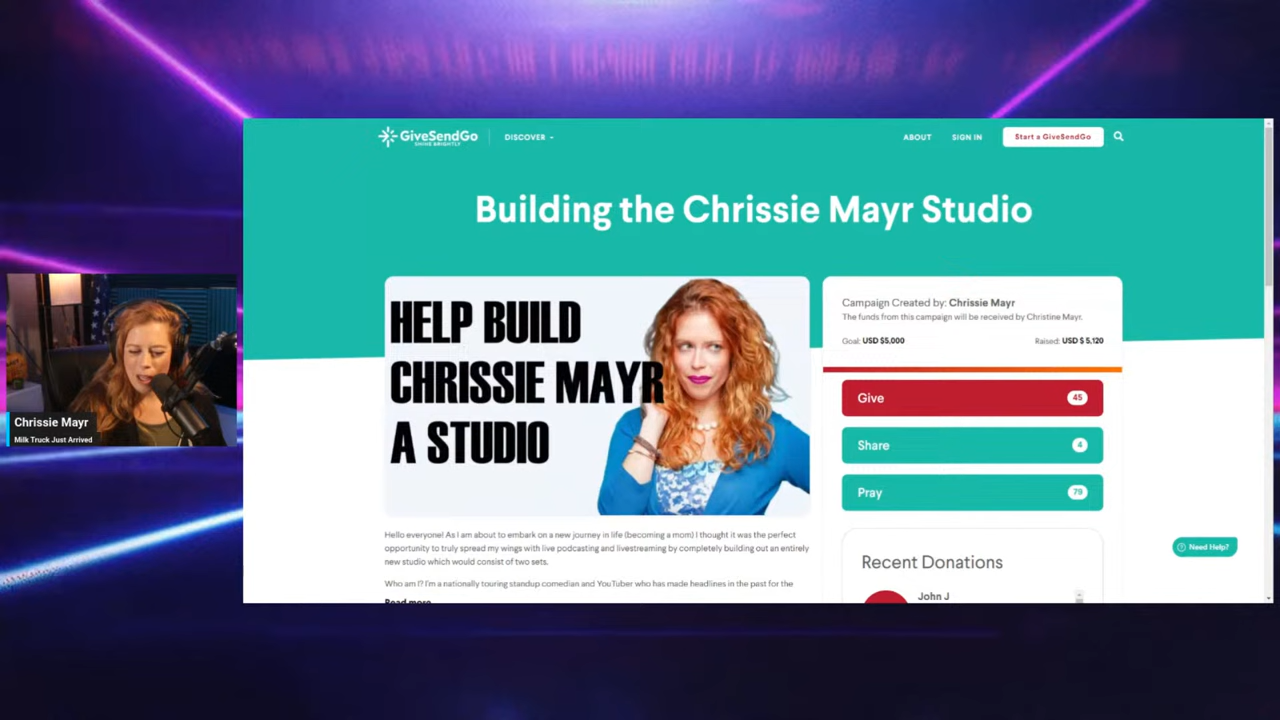 GiveSendGo
SHINE BRIGHTLY
DISCOVER
ABOUT
SIGN IN
Start a GiveSendGo
Building the Chrissie Mayr Studio
HELP BUILD
CHRISSIE MAYR
A STUDIO
Campaign Created by: Chrissie Mayr
The funds from this campaign will be received by Christine Mayr.
Goal: USD $5,000
Raised: USD $ 5,120
Give 45
Share 4
Pray 79
Chrissie Mayr
Milk Truck Just Arrived
Hello everyone! As I am about to embark on a new journey in life (becoming a mom) I thought it was the perfect
opportunity to truly spread my wings with live podcasting and livestreaming by completely building out an entirely
new studio which would consist of two sets.
Who am I? I'm a nationally touring standup comedian and YouTuber who has made headlines in the past for the
Read more
Recent Donations
John J
? Need Help?